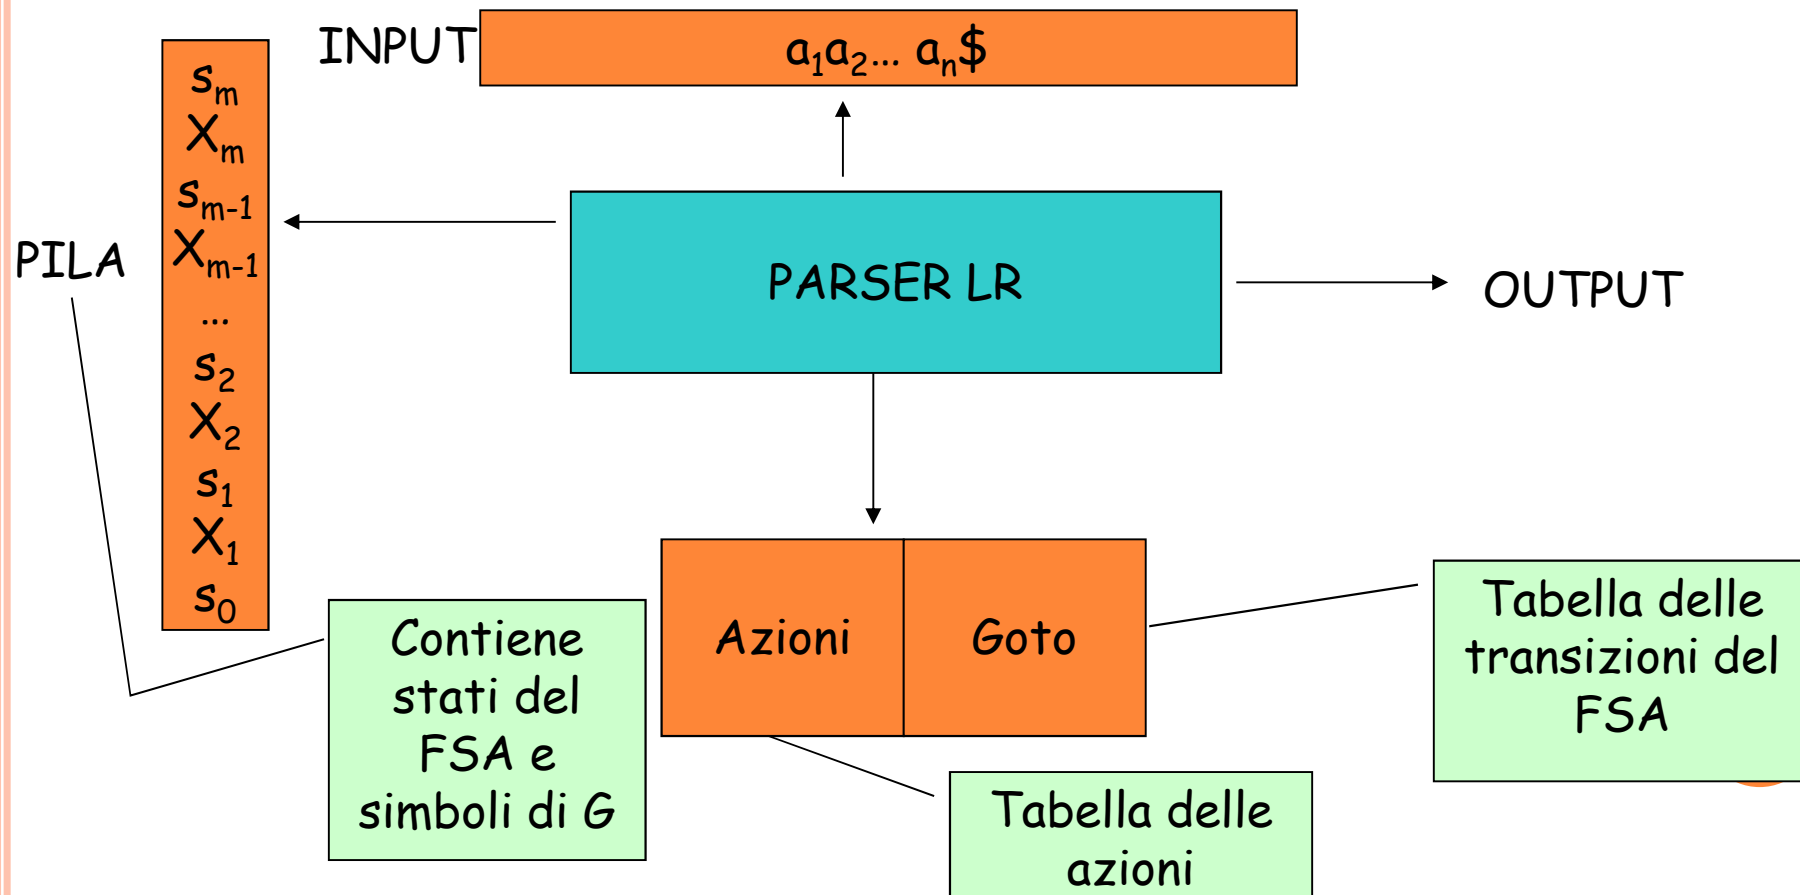 INPUT
a₁a₂... aₙ$
sₘ
Xₘ
sₘ₋₁
Xₘ₋₁
...
s₂
X₂
s₁
X₁
s₀
PILA
PARSER LR
OUTPUT
Azioni
Goto
Contiene
stati del
FSA e
simboli di G
Tabella delle
transizioni del
FSA
Tabella delle
azioni